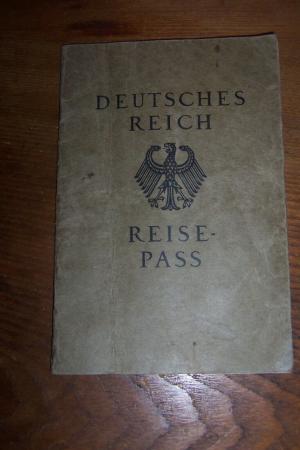 DEUTSCHES
REICH
REISE-
PASS